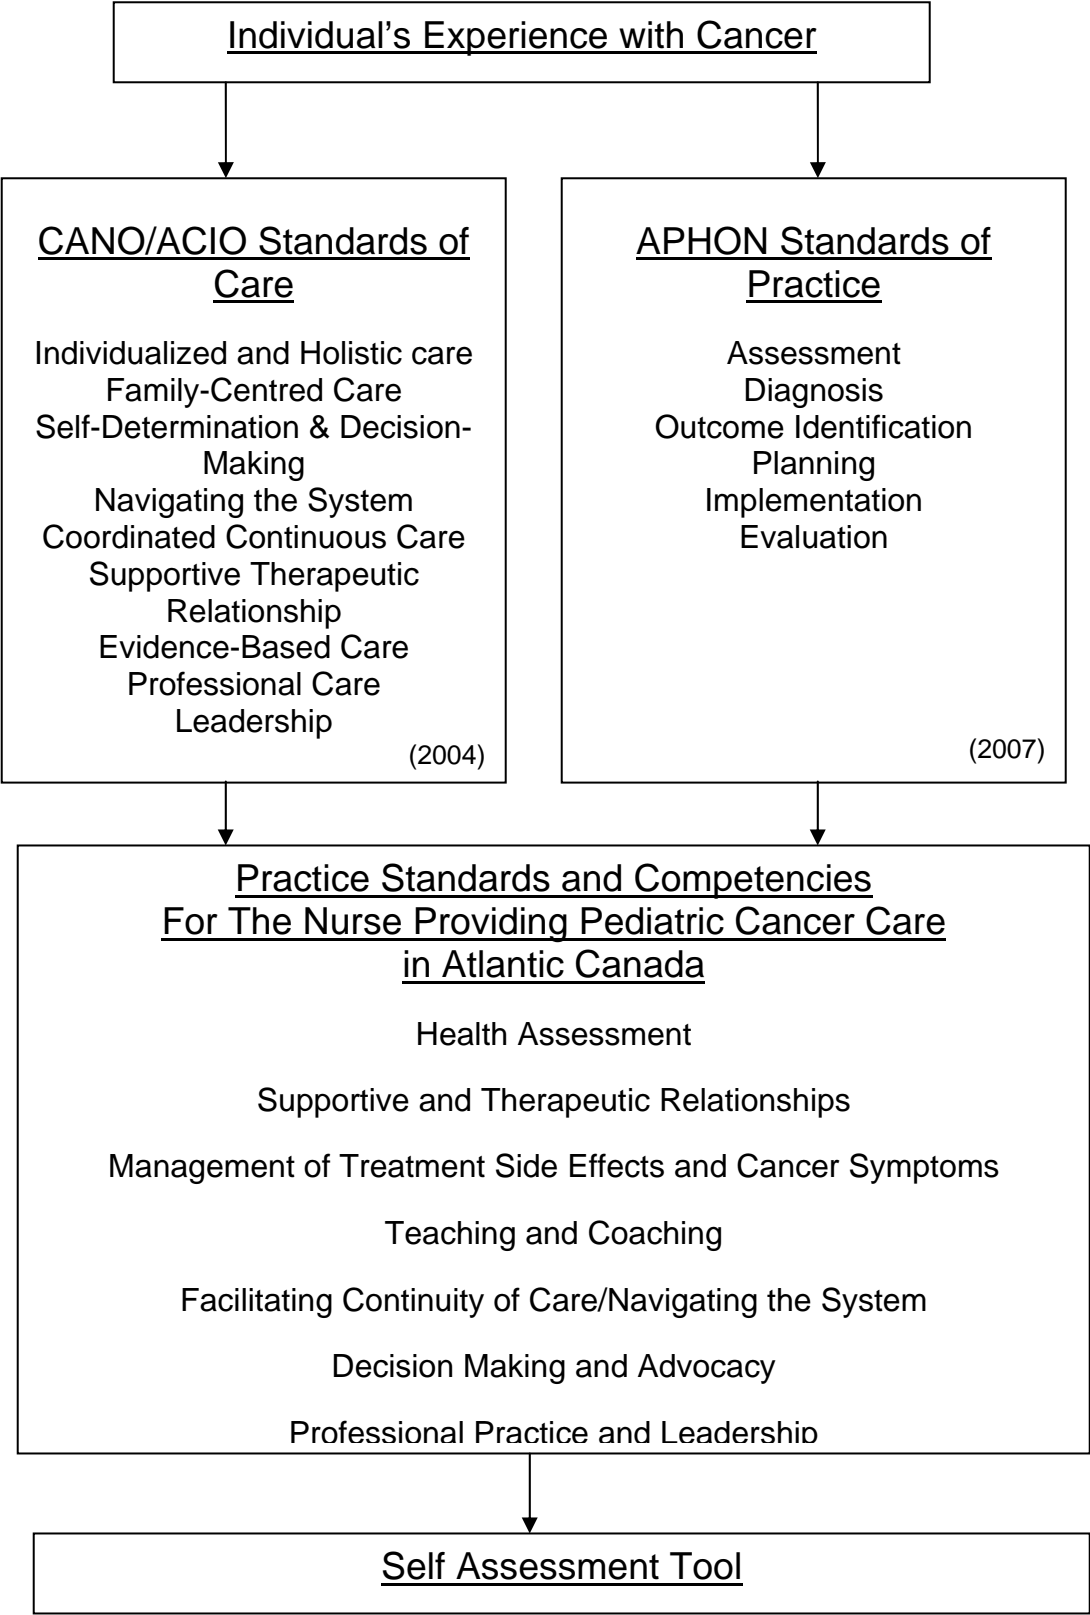 Individual's Experience with Cancer
CANO/ACIO Standards of
Care
Individualized and Holistic care
Family-Centred Care
Self-Determination & Decision-
Making
Navigating the System
Coordinated Continuous Care
Supportive Therapeutic
Relationship
Evidence-Based Care
Professional Care
Leadership
(2004)
APHON Standards of
Practice
Assessment
Diagnosis
Outcome Identification
Planning
Implementation
Evaluation
(2007)
Practice Standards and Competencies
For The Nurse Providing Pediatric Cancer Care
in Atlantic Canada
Health Assessment
Supportive and Therapeutic Relationships
Management of Treatment Side Effects and Cancer Symptoms
Teaching and Coaching
Facilitating Continuity of Care/Navigating the System
Decision Making and Advocacy
Professional Practice and Leadership
Self Assessment Tool